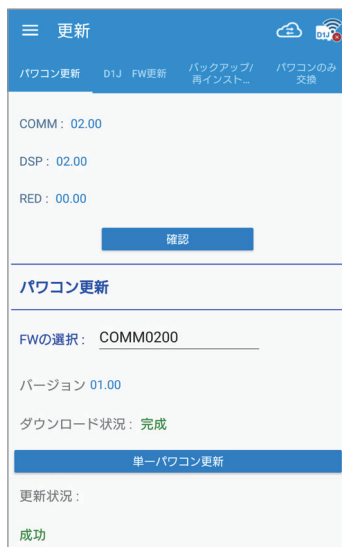 更新
D1J
パワコン更新
D1J FW更新
バックアップ/
再インスト...
パワコンのみ
交換
COMM : 02.00
DSP : 02.00
RED : 00.00
確認
パワコン更新
FWの選択 : COMM0200
バージョン 01.00
ダウンロード状況 : 完成
単一パワコン更新
更新状況 :
成功